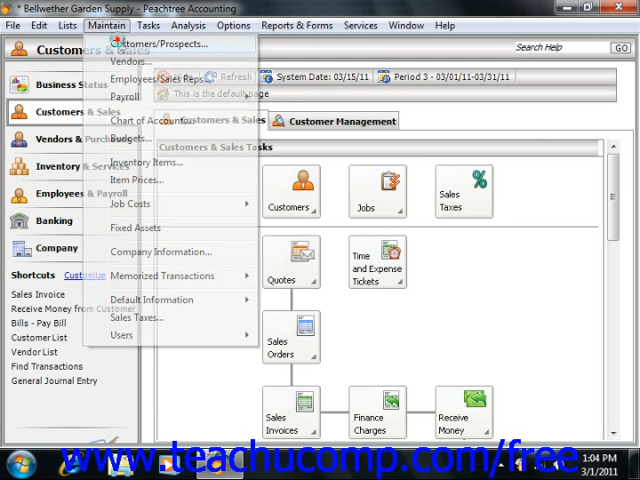 * Bellwether Garden Supply - Peachtree Accounting
File Edit Lists Maintain Tasks Analysis Options Reports & Forms Services Window Help
Customers & Sales
Search Help
Refresh
System Date: 03/15/11
Period 3 - 03/01/11-03/31/11
This is the default page
Business Status
Customers & Sales
Vendors & Purchases
Inventory & Services
Employees & Payroll
Banking
Company
Shortcuts Customize
Sales Invoice
Receive Money from Customer
Bills - Pay Bill
Customer List
Vendor List
Find Transactions
General Journal Entry
Customers/Prospects...
Vendors...
Employees/Sales Reps...
Payroll
Chart of Accounts...
Budgets...
Inventory Items...
Item Prices...
Job Costs
Fixed Assets
Company Information...
Memorized Transactions
Default Information
Sales Taxes...
Users
Customers & Sales
Customer Management
Customers & Sales Tasks
Customers
Jobs
Sales
Taxes
Quotes
Time
and Expense
Tickets
Sales
Orders
Sales
Invoices
Finance
Charges
Receive
Money
www.teachucomp.com/free
1:04 PM
3/1/2011